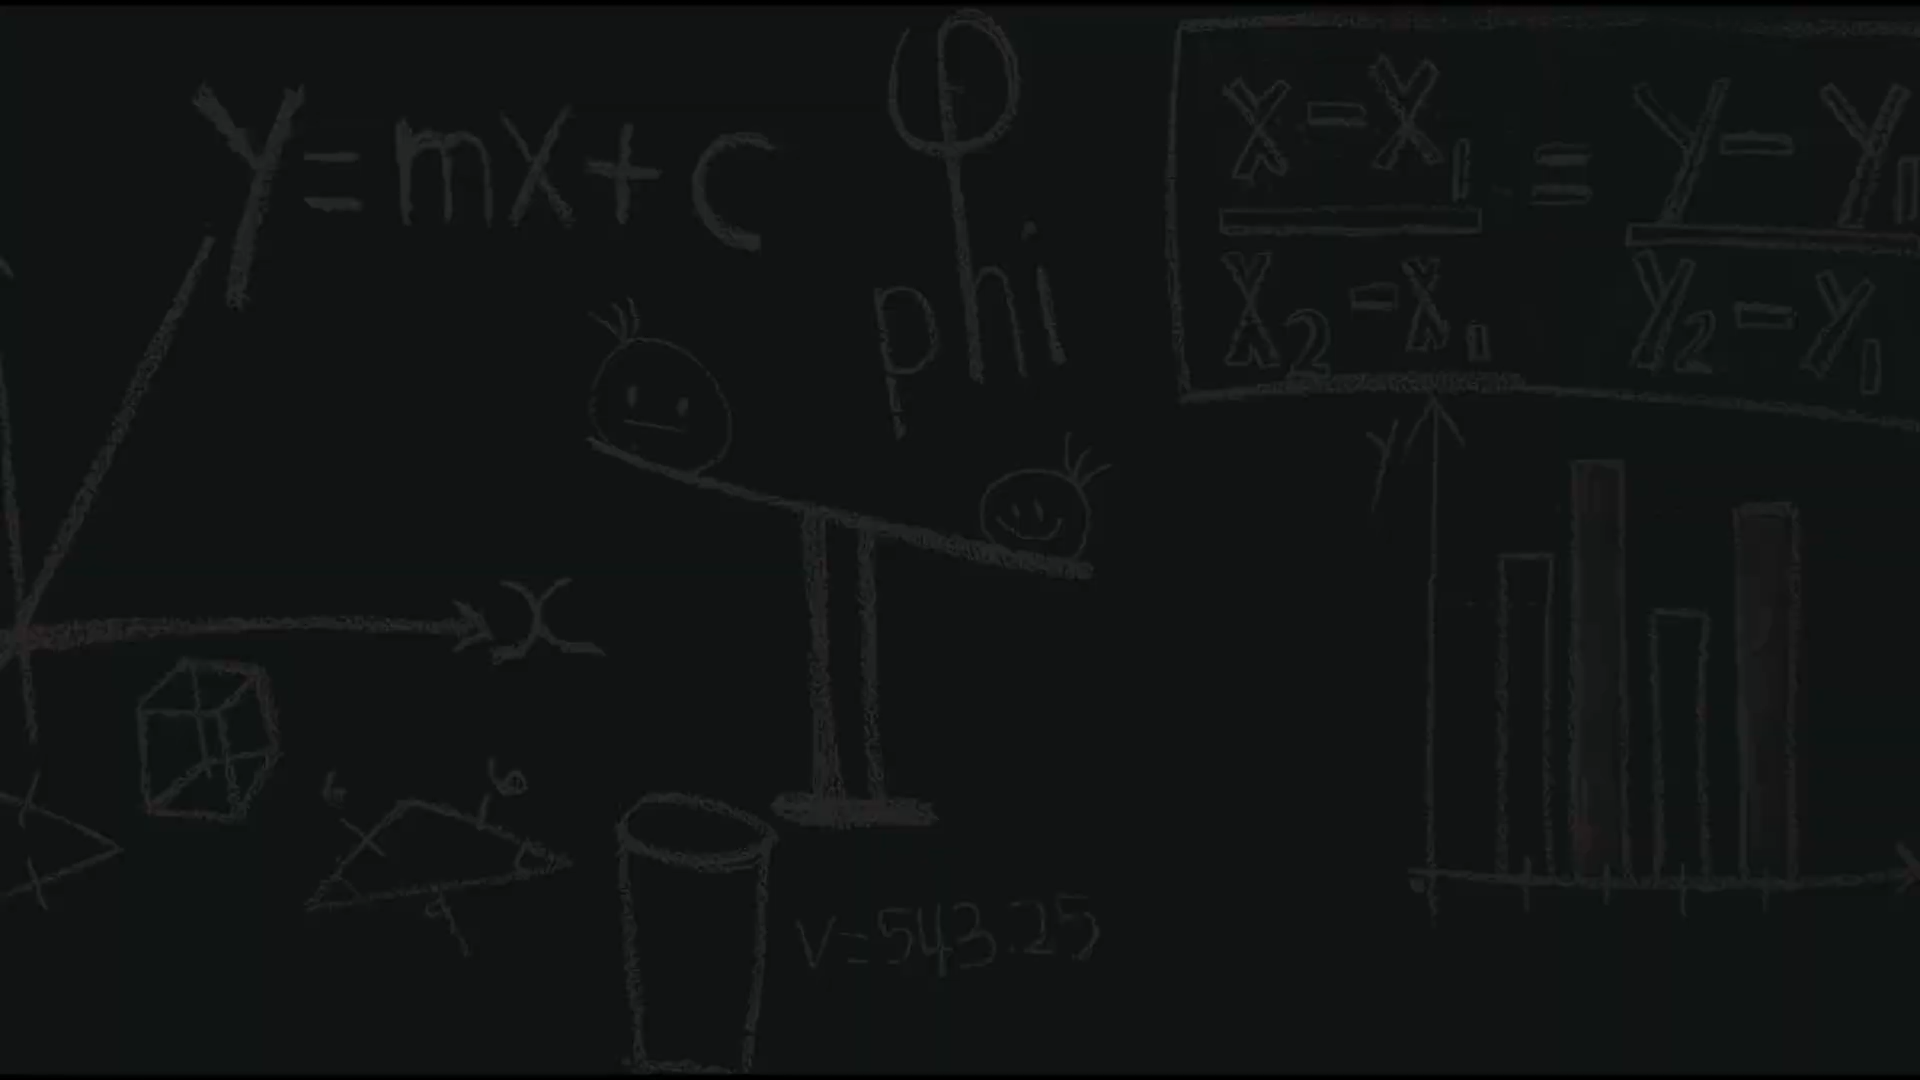 y=mx+c
φ
phi
x-x₁ = y-y₁
x₂-x₁ y₂-y₁
y
x
V=543.25